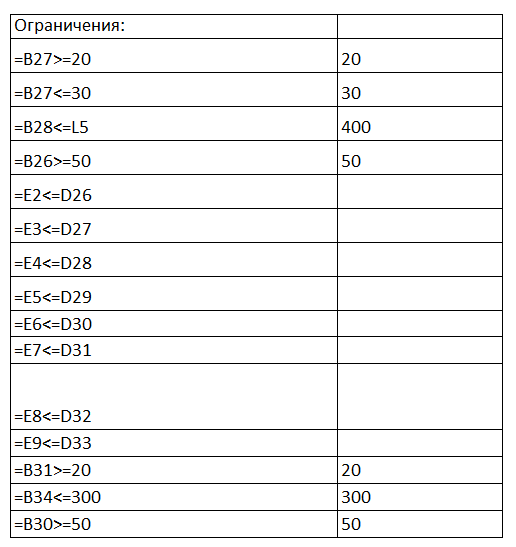 Ограничения:
=B27>=20 20
=B27<=30 30
=B28<=L5 400
=B26>=50 50
=E2<=D26
=E3<=D27
=E4<=D28
=E5<=D29
=E6<=D30
=E7<=D31
=E8<=D32
=E9<=D33
=B31>=20 20
=B34<=300 300
=B30>=50 50